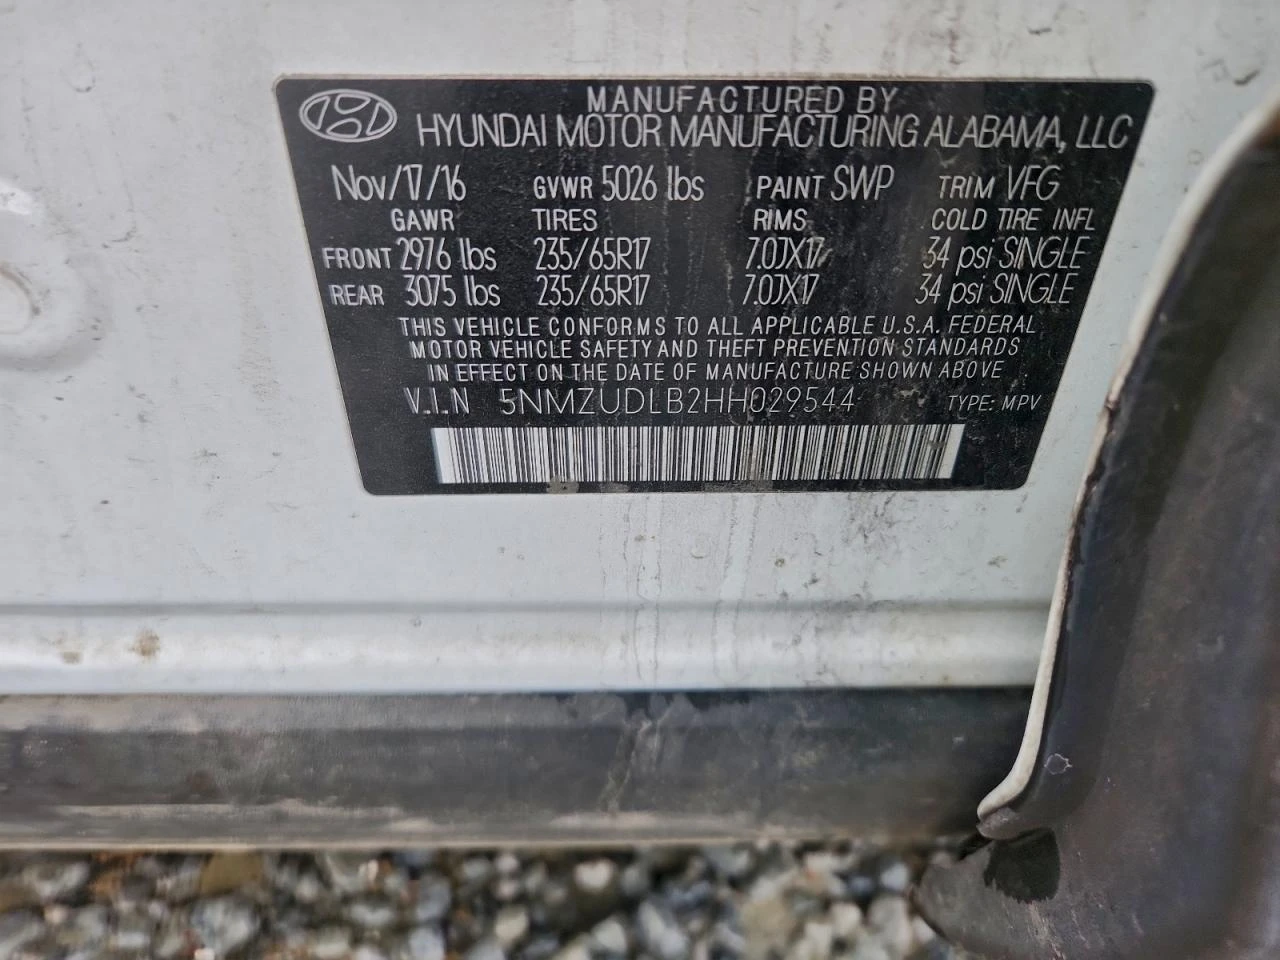 MANUFACTURED BY
HYUNDAI MOTOR MANUFACTURING ALABAMA, LLC
Nov/17/16 GVWR 5026 lbs PAINT SWP TRIM VFG
GAWR TIRES RIMS COLD TIRE INFL
FRONT 2976 lbs 235/65R17 7.0JX17 34 psi SINGLE
REAR 3075 lbs 235/65R17 7.0JX17 34 psi SINGLE
THIS VEHICLE CONFORMS TO ALL APPLICABLE U.S.A. FEDERAL
MOTOR VEHICLE SAFETY AND THEFT PREVENTION STANDARDS
IN EFFECT ON THE DATE OF MANUFACTURE SHOWN ABOVE
V.I.N 5NMZUDLB2HH029544 TYPE: MPV